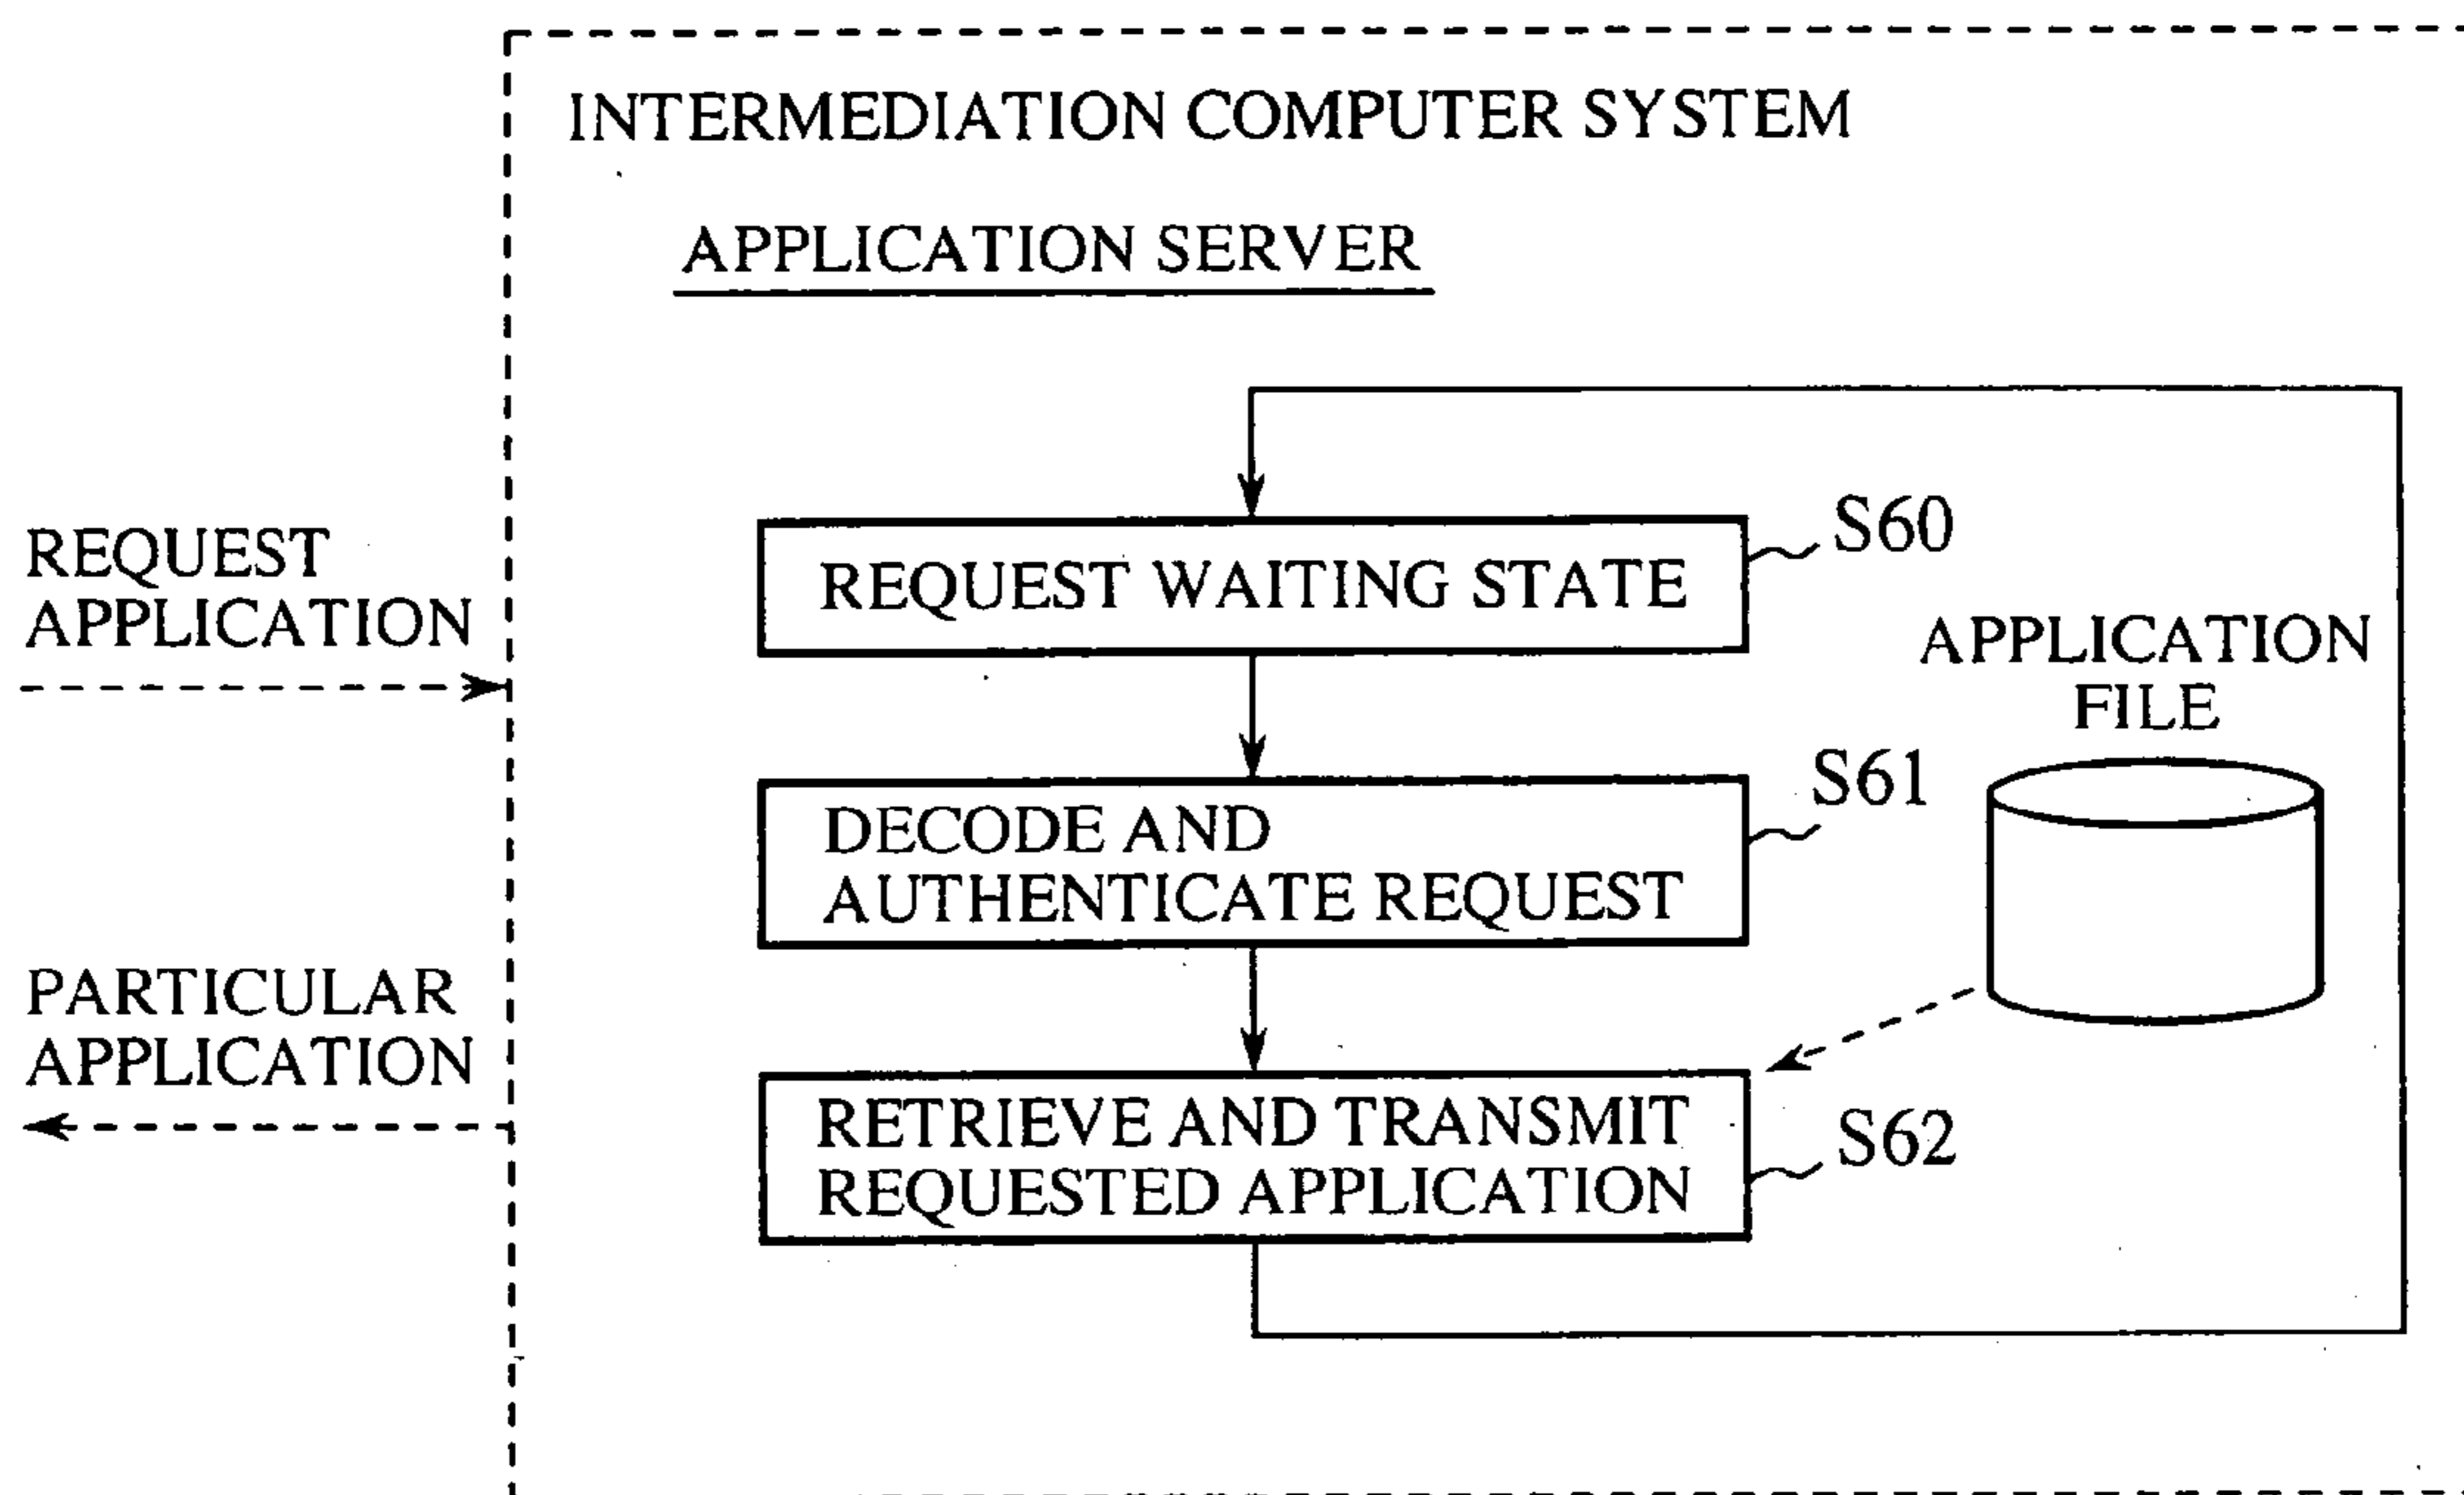 INTERMEDIATION COMPUTER SYSTEM
APPLICATION SERVER
REQUEST
APPLICATION
REQUEST WAITING STATE
S60
APPLICATION
FILE
DECODE AND
AUTHENTICATE REQUEST
S61
PARTICULAR
APPLICATION
RETRIEVE AND TRANSMIT
REQUESTED APPLICATION
S62